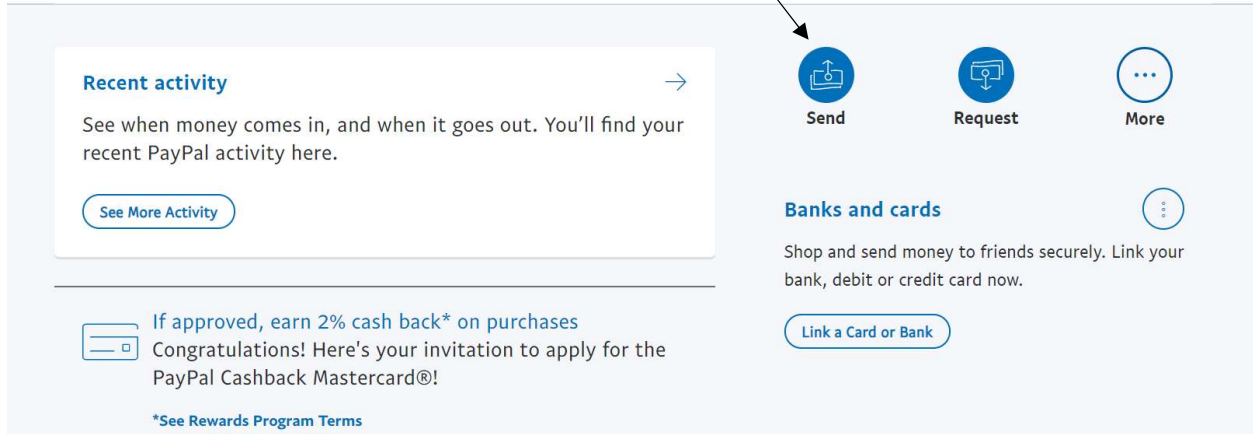 Recent activity
See when money comes in, and when it goes out. You’ll find your
recent PayPal activity here.
See More Activity
If approved, earn 2% cash back* on purchases
Congratulations! Here's your invitation to apply for the
PayPal Cashback Mastercard®!
*See Rewards Program Terms
Send
Request
More
Banks and cards
Shop and send money to friends securely. Link your
bank, debit or credit card now.
Link a Card or Bank